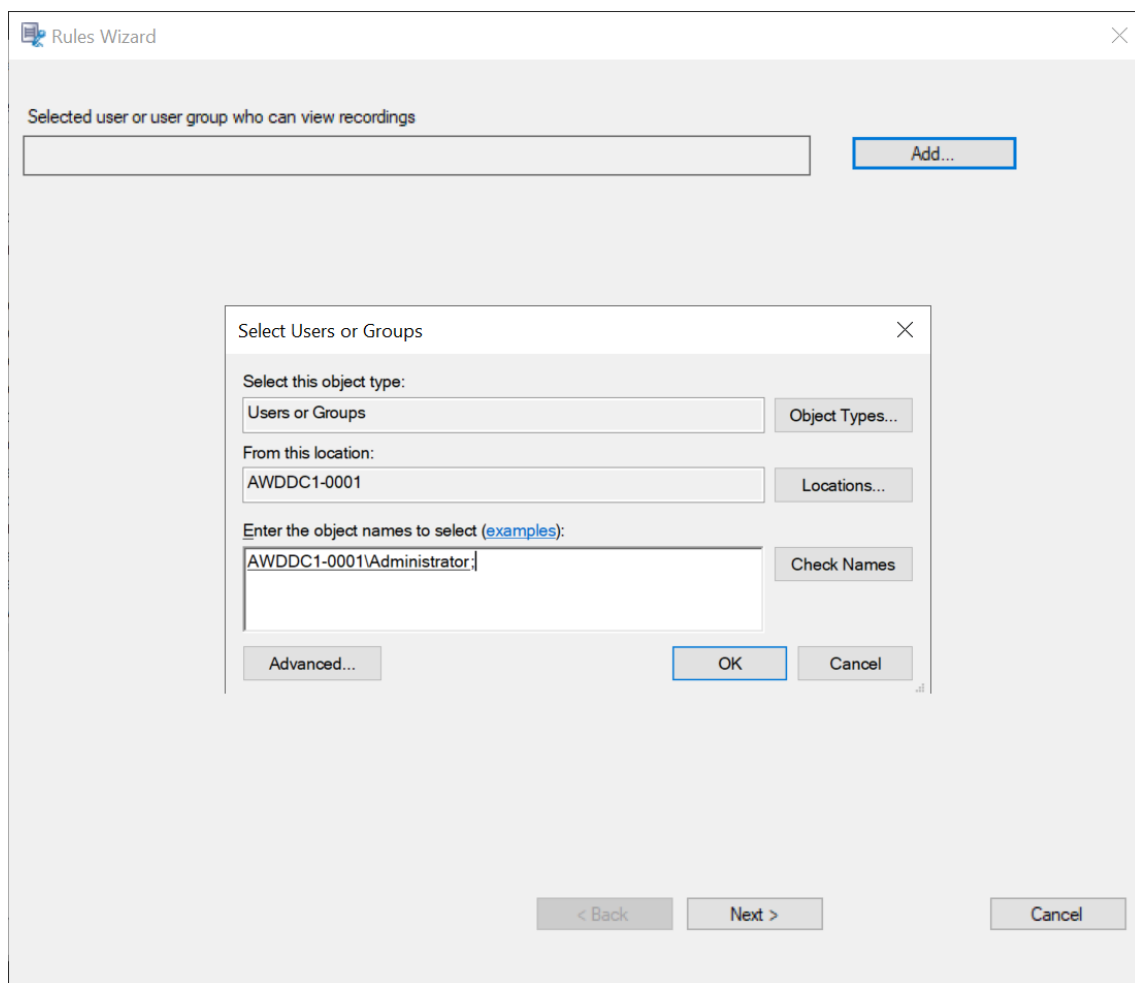 Rules Wizard
Selected user or user group who can view recordings
Add...
Select Users or Groups
Select this object type:
Users or Groups
Object Types...
From this location:
AWDDC1-0001
Locations...
Enter the object names to select (examples):
AWDDC1-0001\Administrator;
Check Names
Advanced...
OK
Cancel
< Back
Next >
Cancel